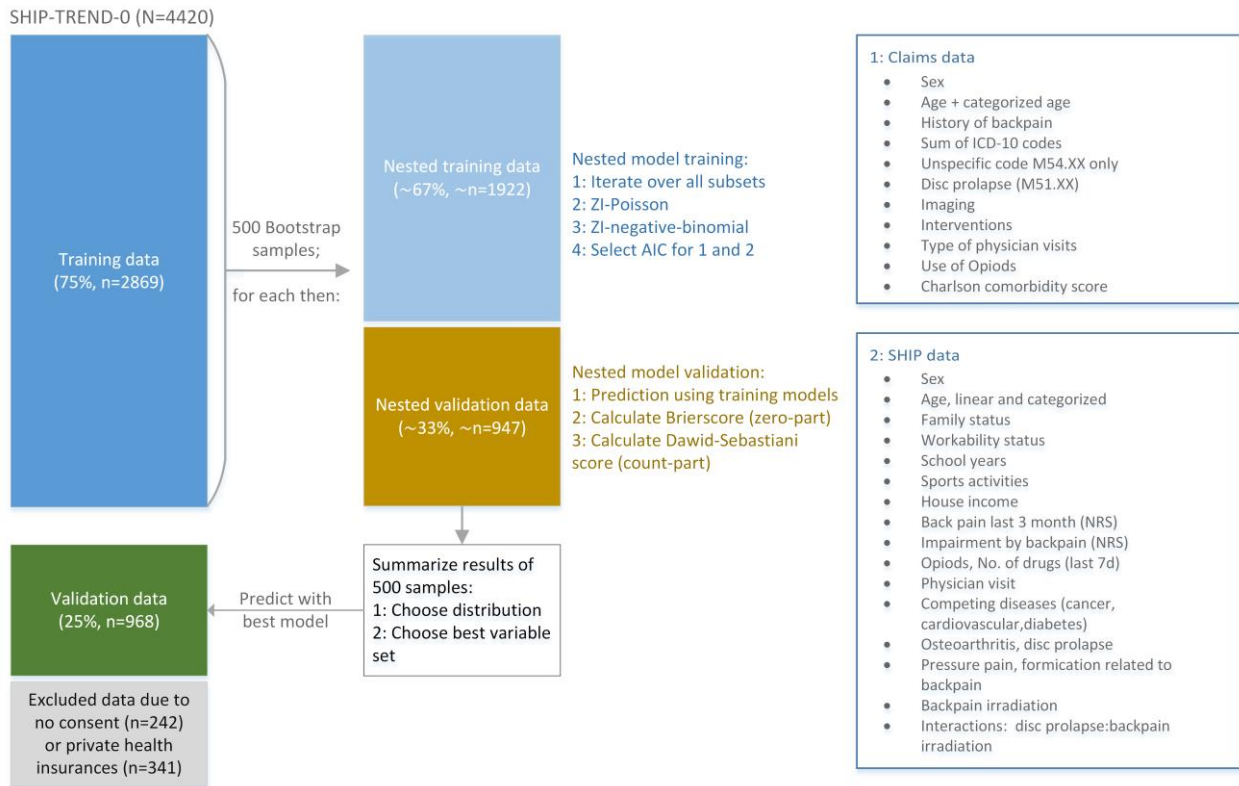 SHIP-TREND-0 (N=4420)
Training data
(75%, n=2869)
500 Bootstrap
samples;
for each then:
Nested training data
(~67%, ~n=1922)
Nested model training:
1: Iterate over all subsets
2: ZI-Poisson
3: ZI-negative-binomial
4: Select AIC for 1 and 2
Nested validation data
(~33%, ~n=947)
Nested model validation:
1: Prediction using training models
2: Calculate Brierscore (zero-part)
3: Calculate Dawid-Sebastiani
score (count-part)
Summarize results of
500 samples:
1: Choose distribution
2: Choose best variable
set
Predict with
best model
Validation data
(25%, n=968)
Excluded data due to
no consent (n=242)
or private health
insurances (n=341)
1: Claims data
• Sex
• Age + categorized age
• History of backpain
• Sum of ICD-10 codes
• Unspecific code M54.XX only
• Disc prolapse (M51.XX)
• Imaging
• Interventions
• Type of physician visits
• Use of Opiods
• Charlson comorbidity score
2: SHIP data
• Sex
• Age, linear and categorized
• Family status
• Workability status
• School years
• Sports activities
• House income
• Back pain last 3 month (NRS)
• Impairment by backpain (NRS)
• Opiods, No. of drugs (last 7d)
• Physician visit
• Competing diseases (cancer,
cardiovascular,diabetes)
• Osteoarthritis, disc prolapse
• Pressure pain, formication related to
backpain
• Backpain irradiation
• Interactions: disc prolapse:backpain
irradiation